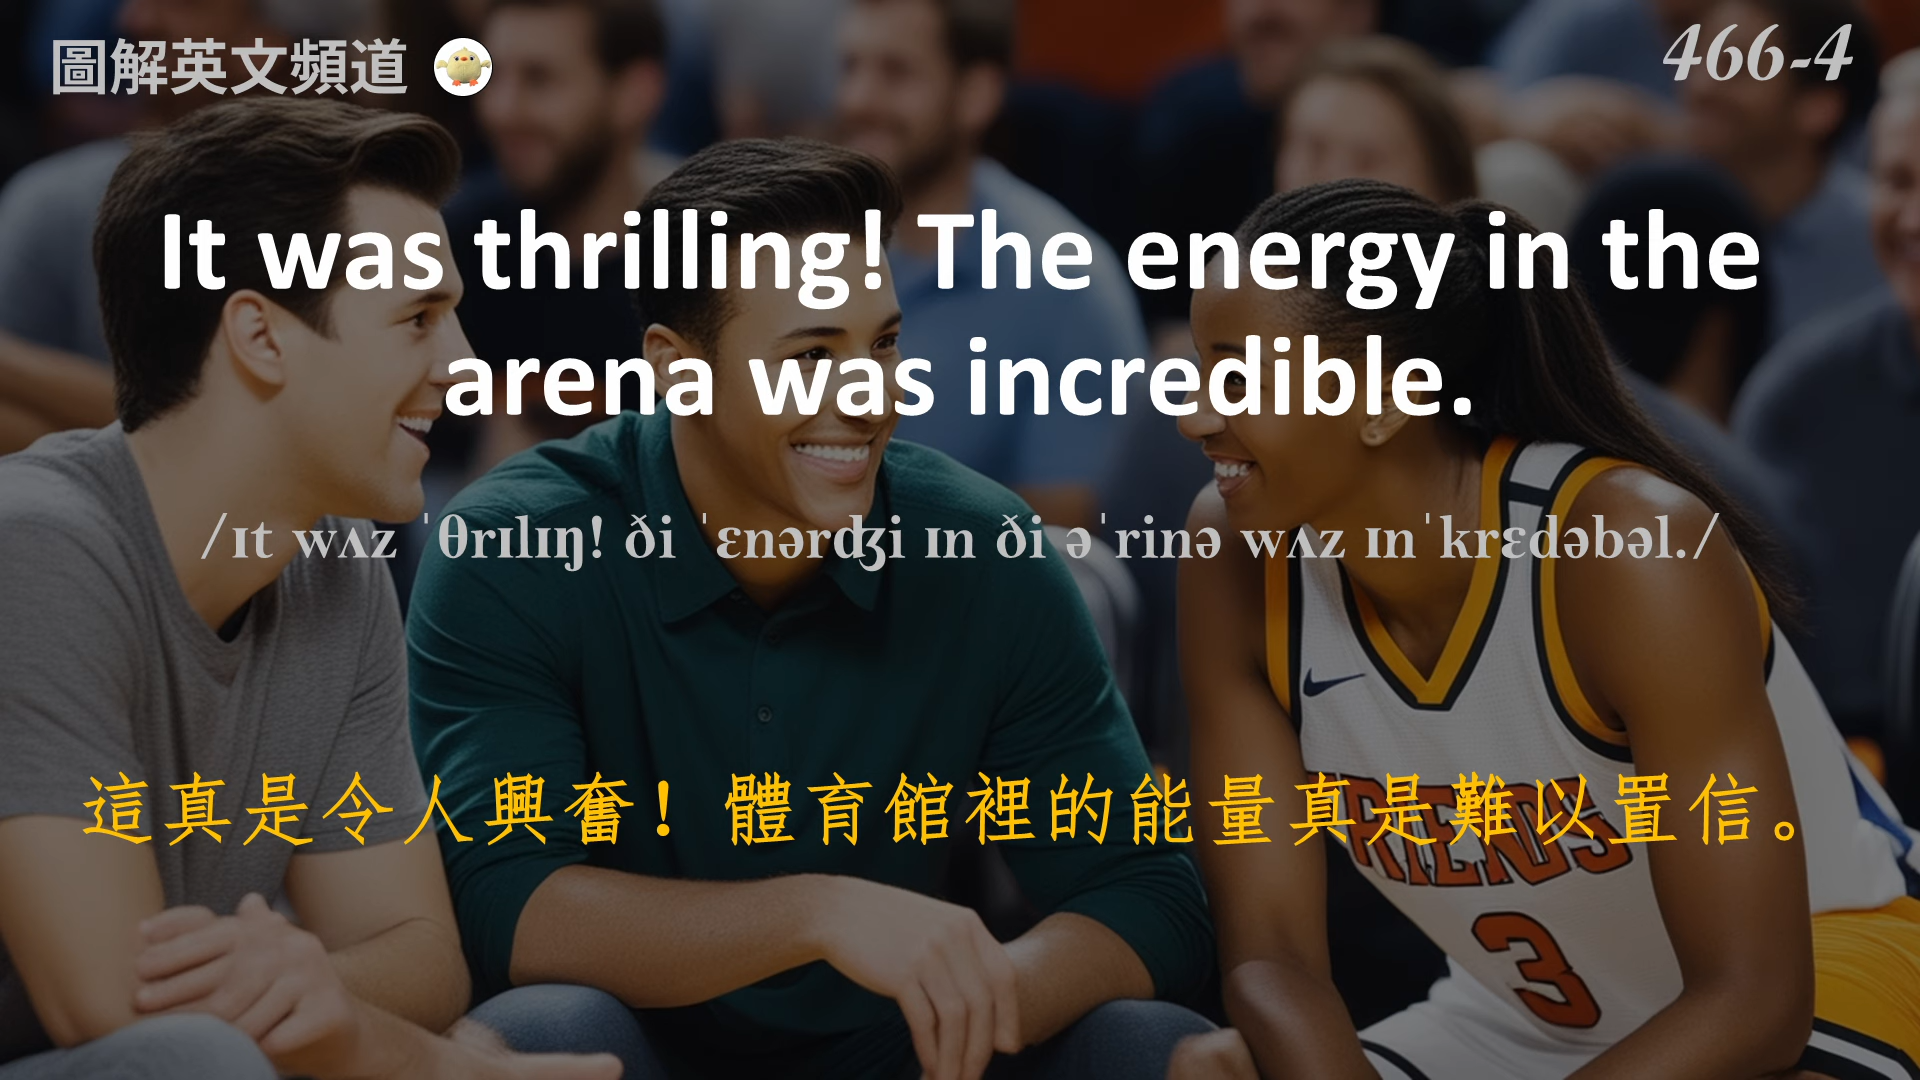 圖解英文頻道
466-4
It was thrilling! The energy in the
arena was incredible.
/ɪt wʌz ˈθrɪlɪŋ! ði ˈɛnərʤi ɪn ði əˈrinə wʌz ɪnˈkrɛdəbəl./
這真是令人興奮！體育館裡的能量真是難以置信。
FRIENDS
3